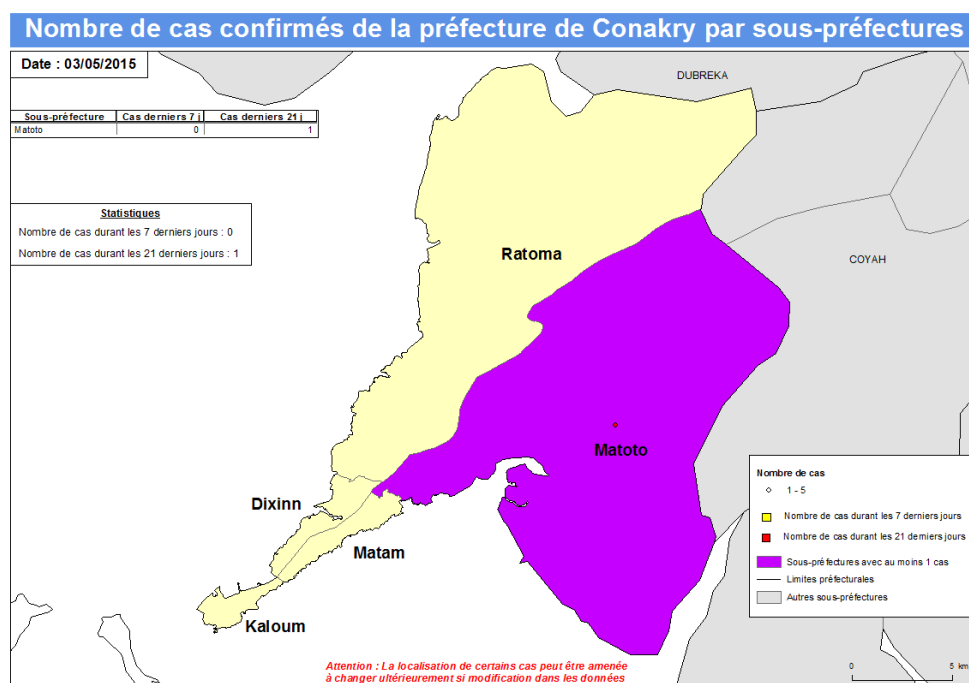 Nombre de cas confirmés de la préfecture de Conakry par sous-préfectures
Date : 03/05/2015
DUBREKA
Sous-préfecture Cas derniers 7 j Cas derniers 21 j
Matoto 0 1
Statistiques
Nombre de cas durant les 7 derniers jours : 0
Nombre de cas durant les 21 derniers jours : 1
Ratoma
COYAH
Matoto
Dixinn
Matam
Kaloum
Nombre de cas
1 - 5
Nombre de cas durant les 7 derniers jours
Nombre de cas durant les 21 derniers jours
Sous-préfectures avec au moins 1 cas
Limites préfecturales
Autres sous-préfectures
Attention : La localisation de certains cas peut être amenée
à changer ultérieurement si modification dans les données
0 5 km